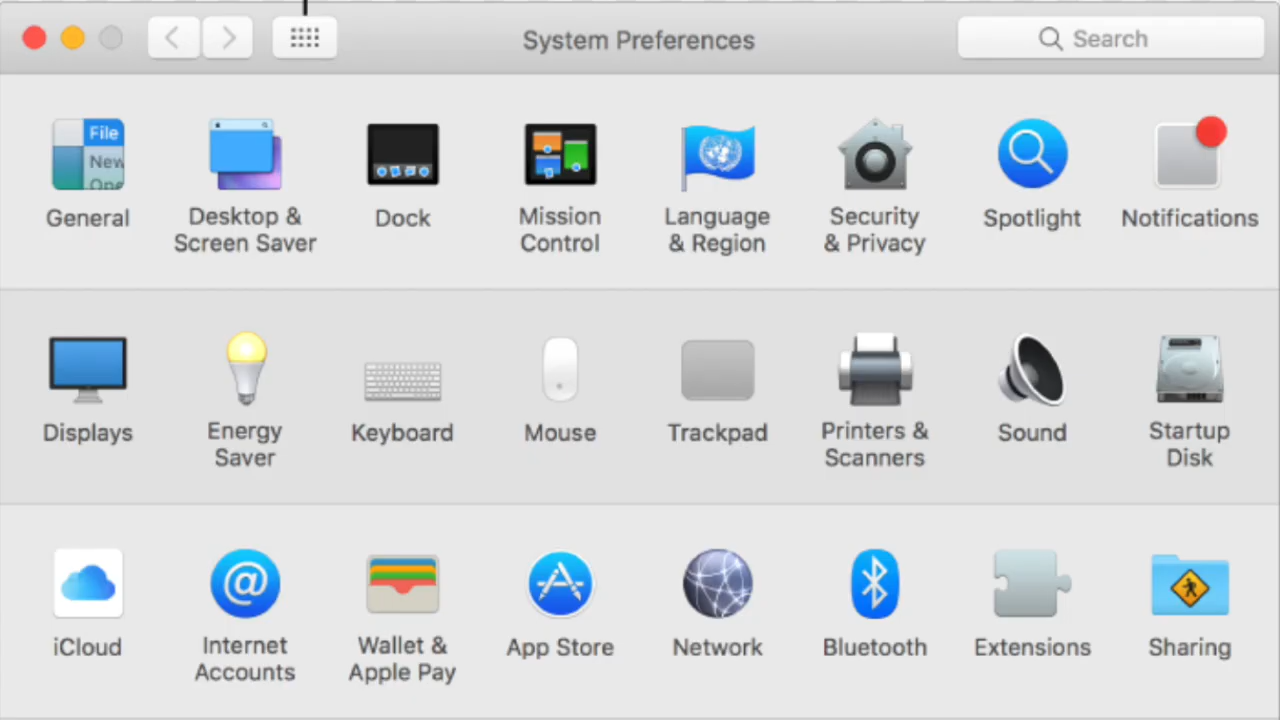 System Preferences
Search
File
New
Ope
General
Desktop &
Screen Saver
Dock
Mission
Control
Language
& Region
Security
& Privacy
Spotlight
Notifications
Displays
Energy
Saver
Keyboard
Mouse
Trackpad
Printers &
Scanners
Sound
Startup
Disk
iCloud
@
Internet
Accounts
Wallet &
Apple Pay
App Store
Network
Bluetooth
Extensions
Sharing